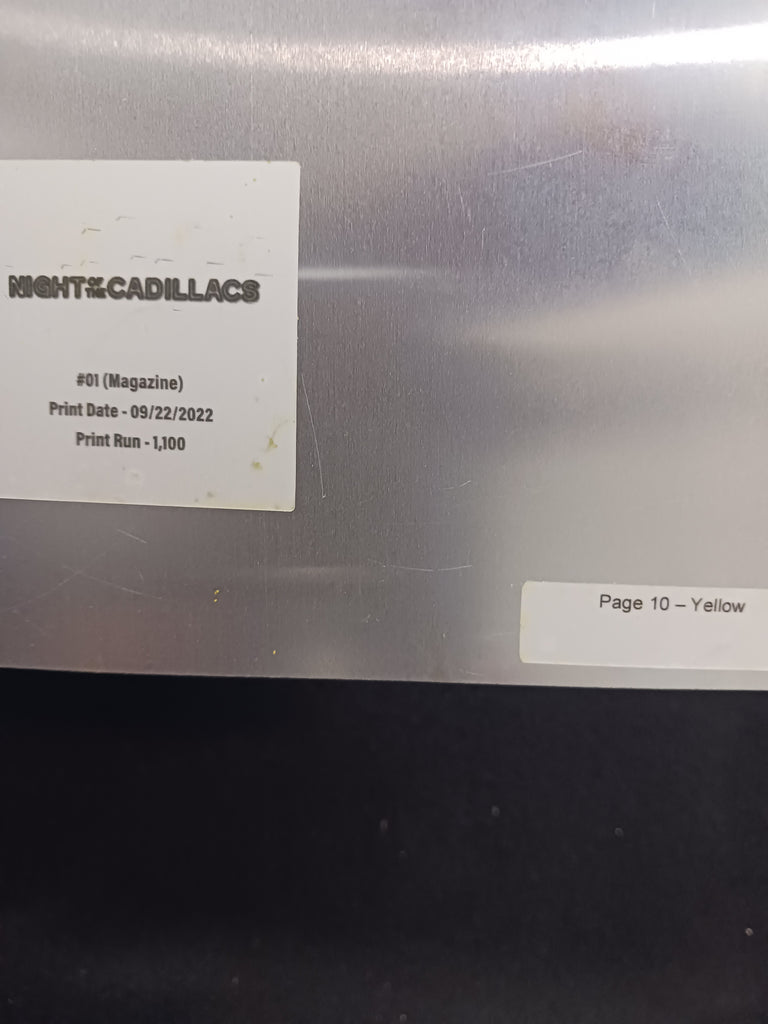 NIGHT OF THE CADILLACS
#01 (Magazine)
Print Date - 09/22/2022
Print Run - 1,100
Page 10 – Yellow